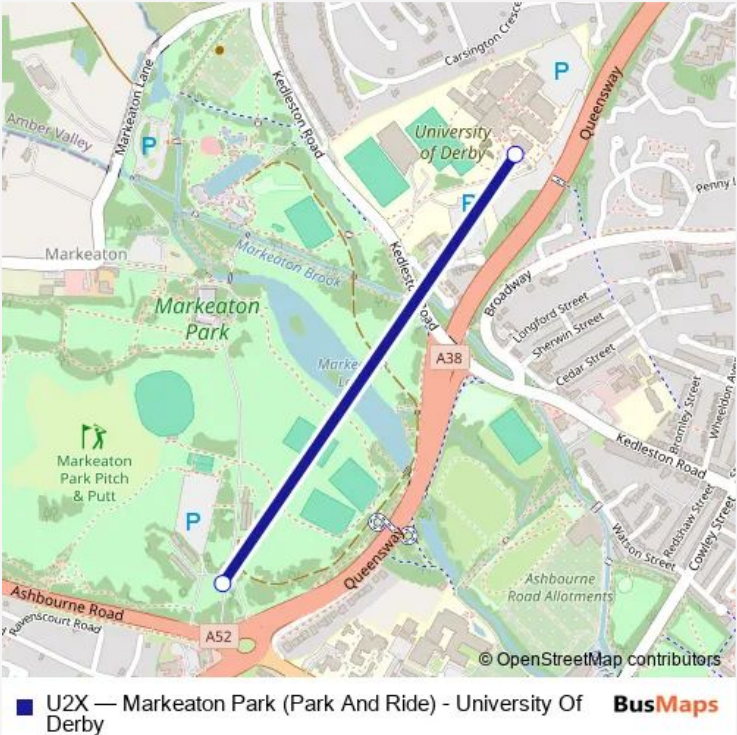 Carsington Cresce
P
Queensway
Kedleston Road
Markeaton Lane
University
of Derby
Amber Valley
P
Penny L
P
Markeaton
Markeaton Brook
Kedleston Road
Broadway
Longford Street
Sherwin Street
Cedar Street
Markeaton
Park
A38
Marke
Bromley Street
Wheeldon Ave
Kedleston Road
Markeaton
Park Pitch
& Putt
P
Queensway
Watson Street
Redshaw Street
Cowley Street
Ashbourne
Road Allotments
Ashbourne Road
Ravenscourt Road
A52
© OpenStreetMap contributors
U2X — Markeaton Park (Park And Ride) - University Of
Derby
BusMaps